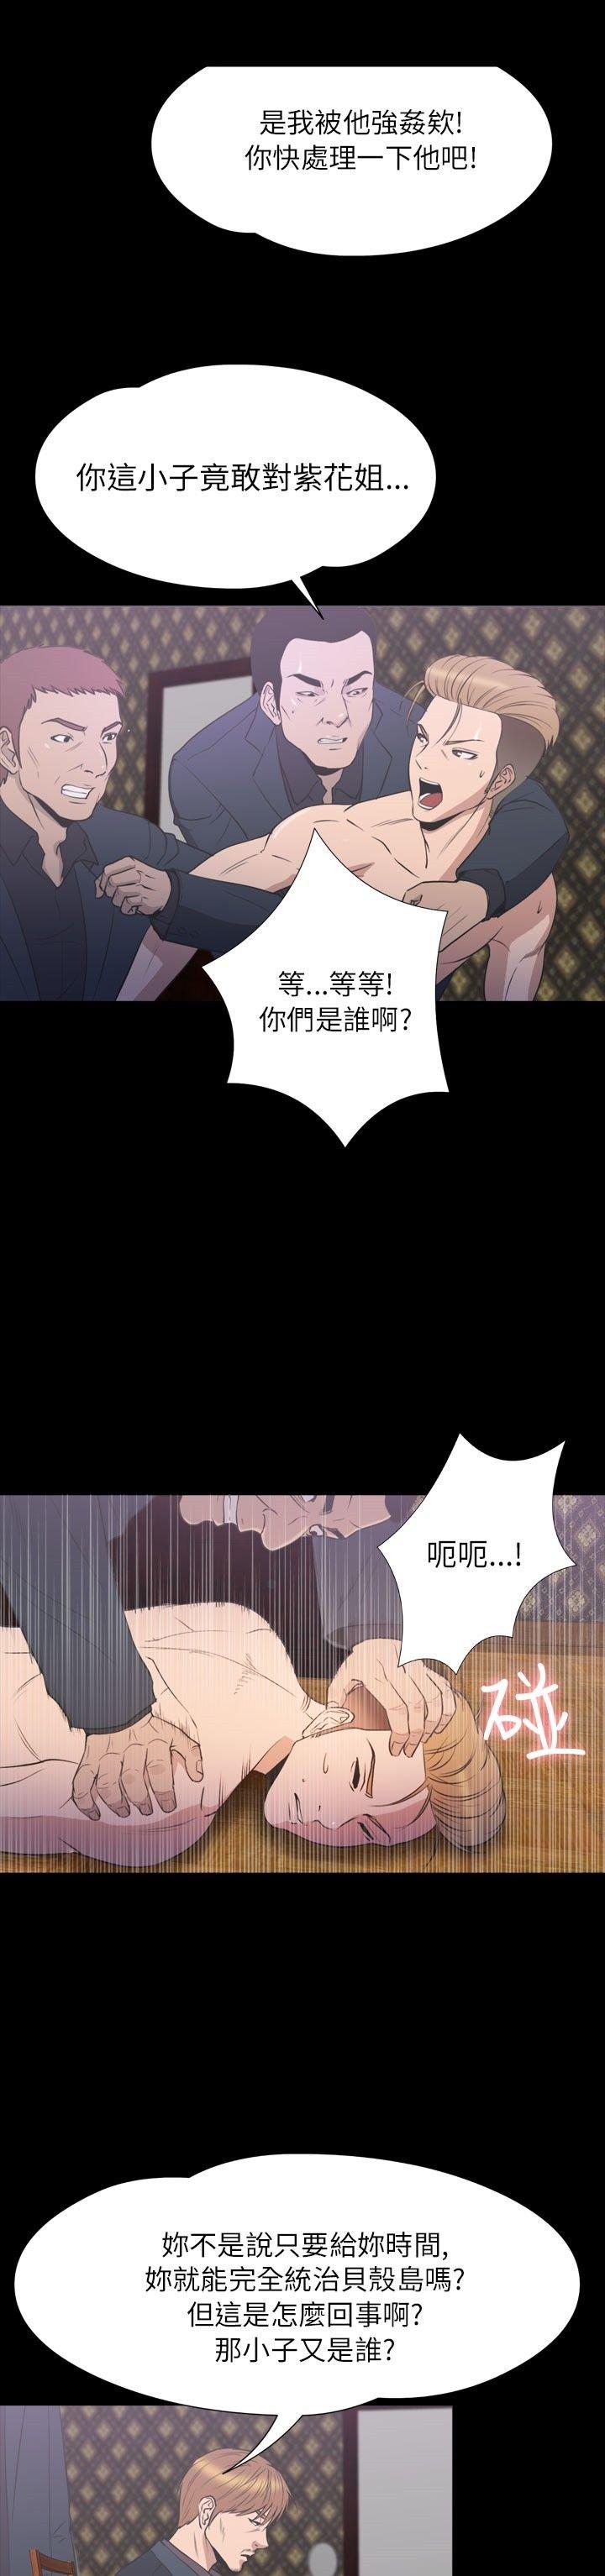 是我被他強姦欸!
你快處理一下他吧!
你這小子竟敢對紫花姐...
等...等等!
你們是誰啊?
呃呃...!
碰
妳不是說只要給妳時間,
妳就能完全統治貝殼島嗎?
但這是怎麼回事啊?
那小子又是誰?